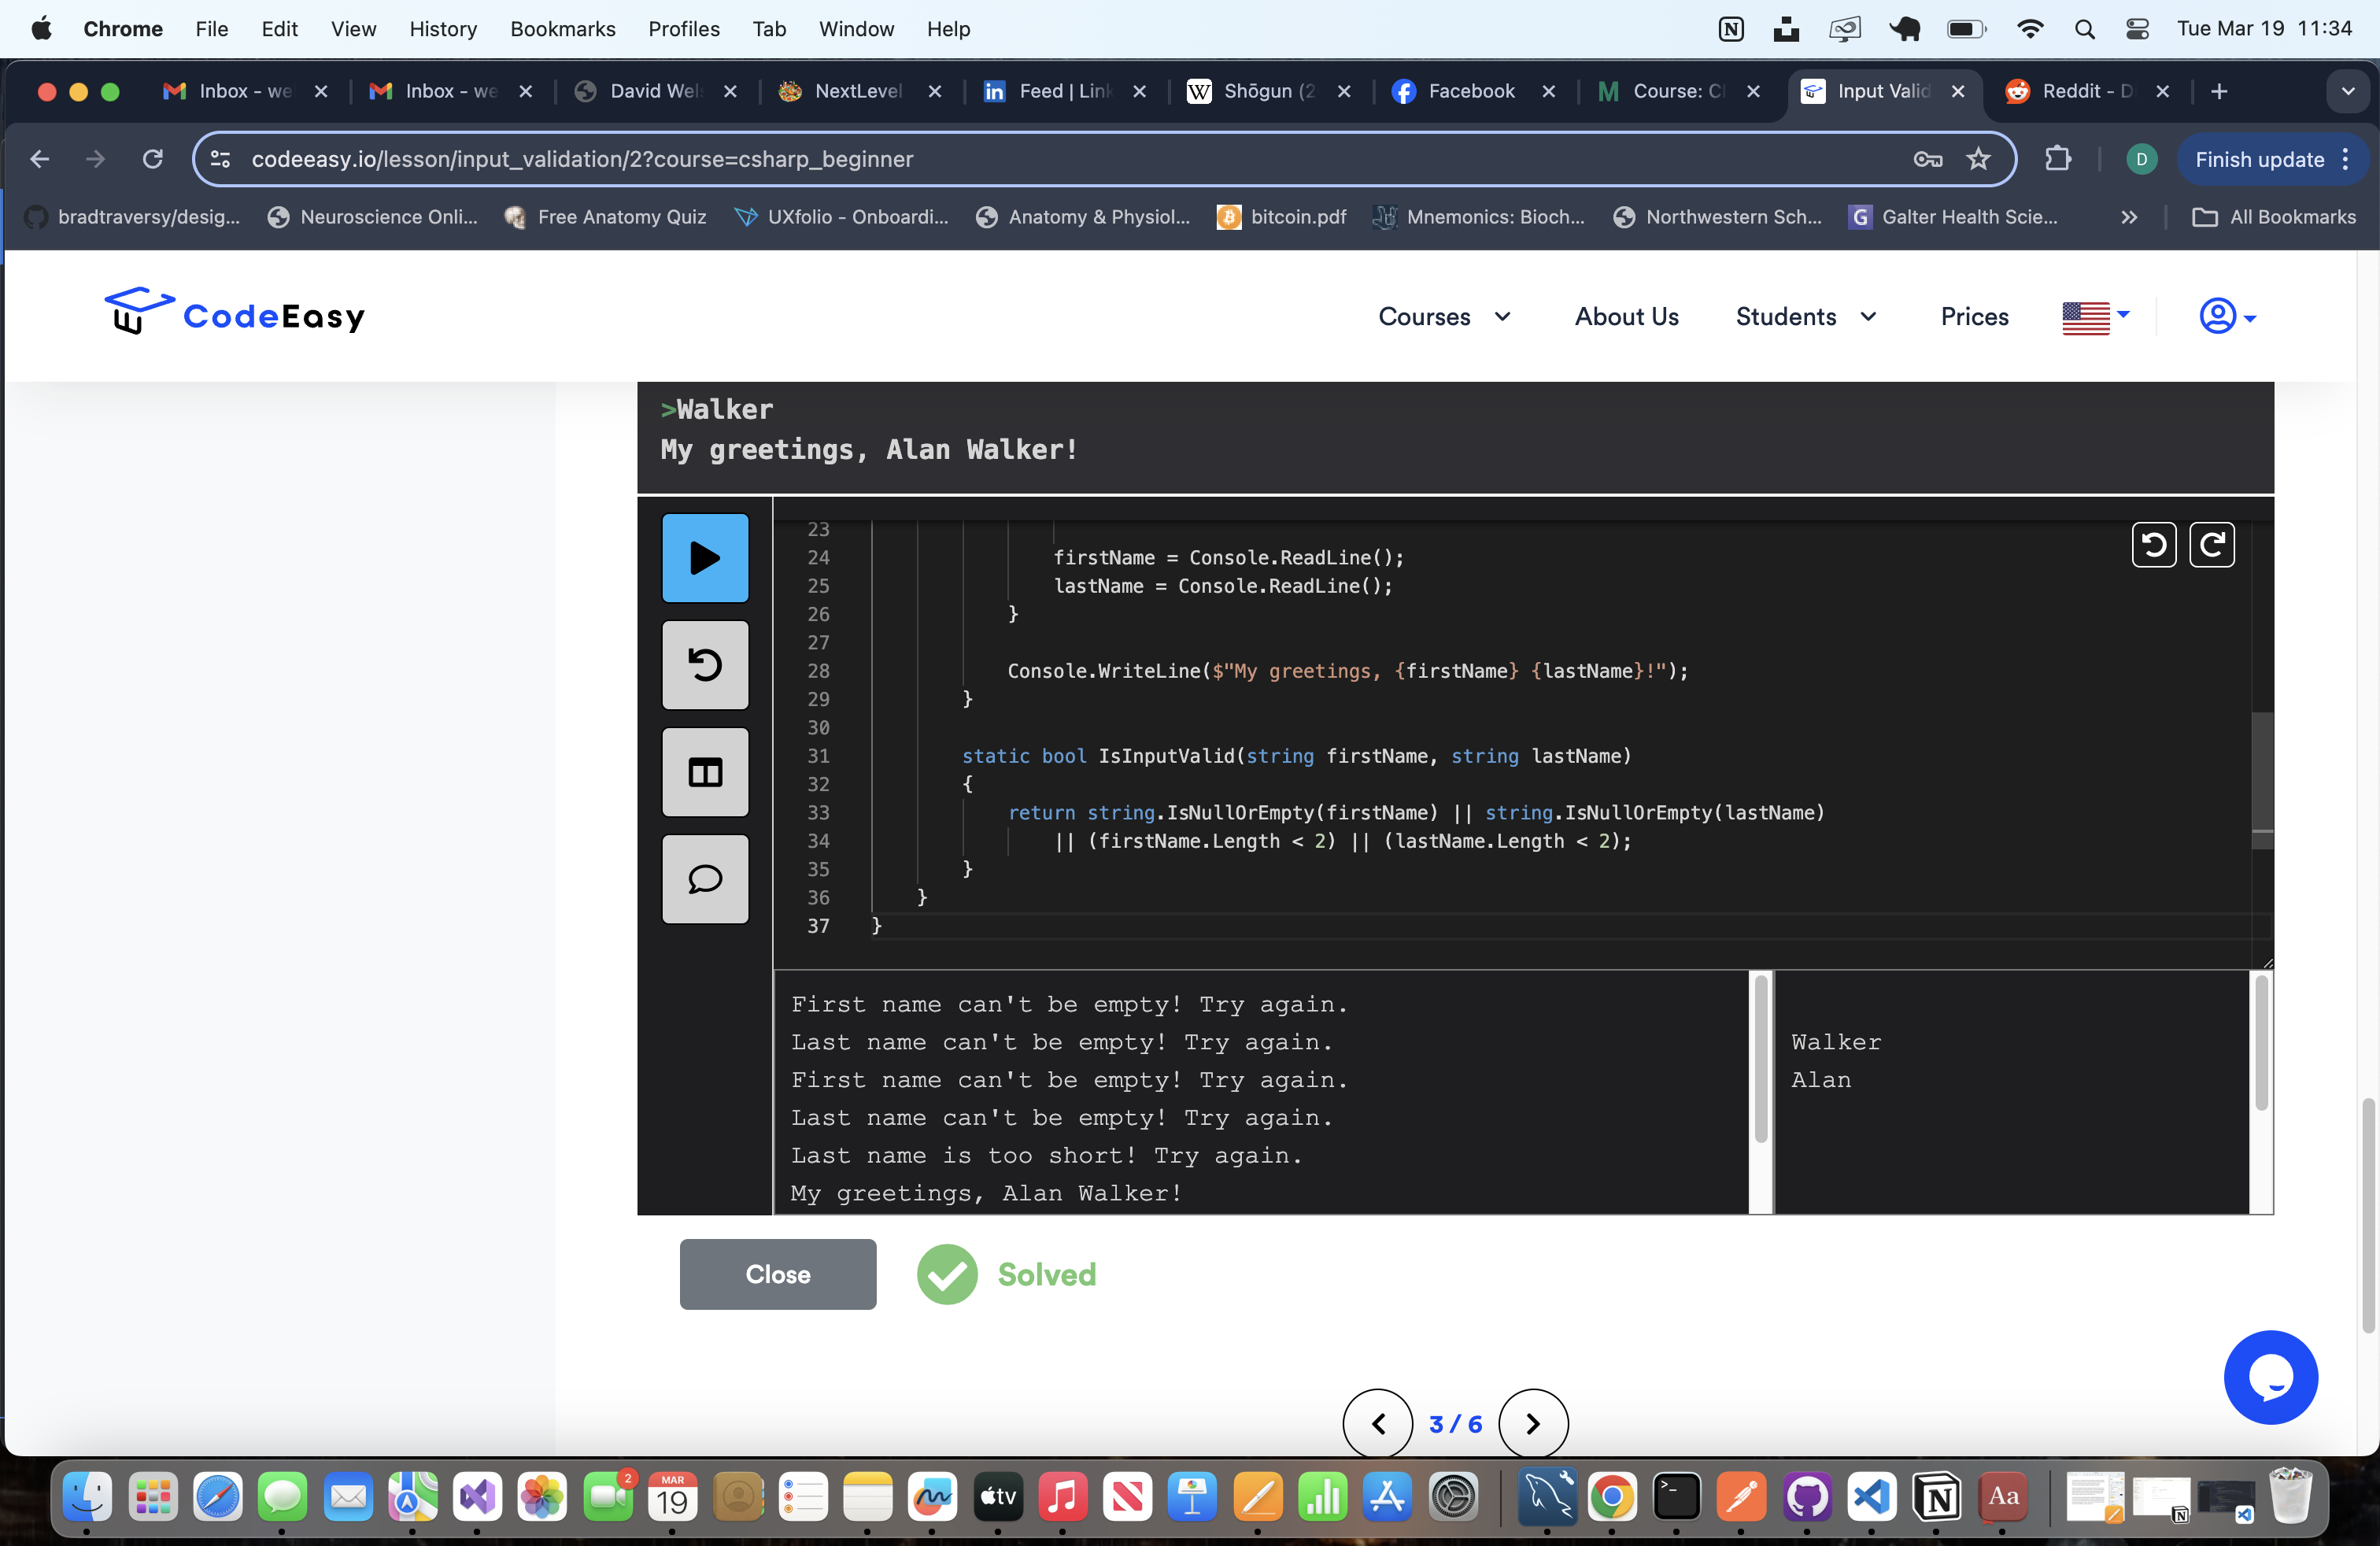 Chrome File Edit View History Bookmarks Profiles Tab Window Help Tue Mar 19 11:34
Inbox - we Inbox - we David Wel NextLevel Feed | Link Shōgun (2 Facebook Course: C Input Valid Reddit - D
codeeasy.io/lesson/input_validation/2?course=csharp_beginner D Finish update
bradtraversy/desig... Neuroscience Onli... Free Anatomy Quiz UXfolio - Onboardi... Anatomy & Physiol... bitcoin.pdf Mnemonics: Bioch... Northwestern Sch... G Galter Health Scie... » All Bookmarks
CodeEasy Courses About Us Students Prices
>Walker
My greetings, Alan Walker!
23
24 firstName = Console.ReadLine();
25 lastName = Console.ReadLine();
26 }
27
28 Console.WriteLine($"My greetings, {firstName} {lastName}!");
29 }
30
31 static bool IsInputValid(string firstName, string lastName)
32 {
33 return string.IsNullOrEmpty(firstName) || string.IsNullOrEmpty(lastName)
34 || (firstName.Length < 2) || (lastName.Length < 2);
35 }
36 }
37 }
First name can't be empty! Try again.
Last name can't be empty! Try again.
First name can't be empty! Try again.
Last name can't be empty! Try again.
Last name is too short! Try again.
My greetings, Alan Walker!
Walker
Alan
Close Solved
3 / 6
2 MAR 19 tv Aa